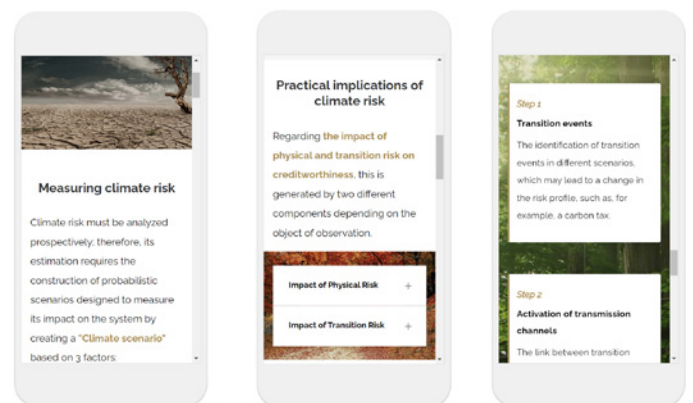 Measuring climate risk
Climate risk must be analyzed
prospectively; therefore, its
estimation requires the
construction of probabilistic
scenarios designed to measure
its impact on the system by
creating a "Climate scenario"
based on 3 factors:
Practical implications of
climate risk
Regarding the impact of
physical and transition risk on
creditworthiness, this is
generated by two different
components depending on the
object of observation.
Impact of Physical Risk +
Impact of Transition Risk +
Step 1
Transition events
The identification of transition
events in different scenarios,
which may lead to a change in
the risk profile, such as, for
example, a carbon tax.
Step 2
Activation of transmission
channels
The link between transition